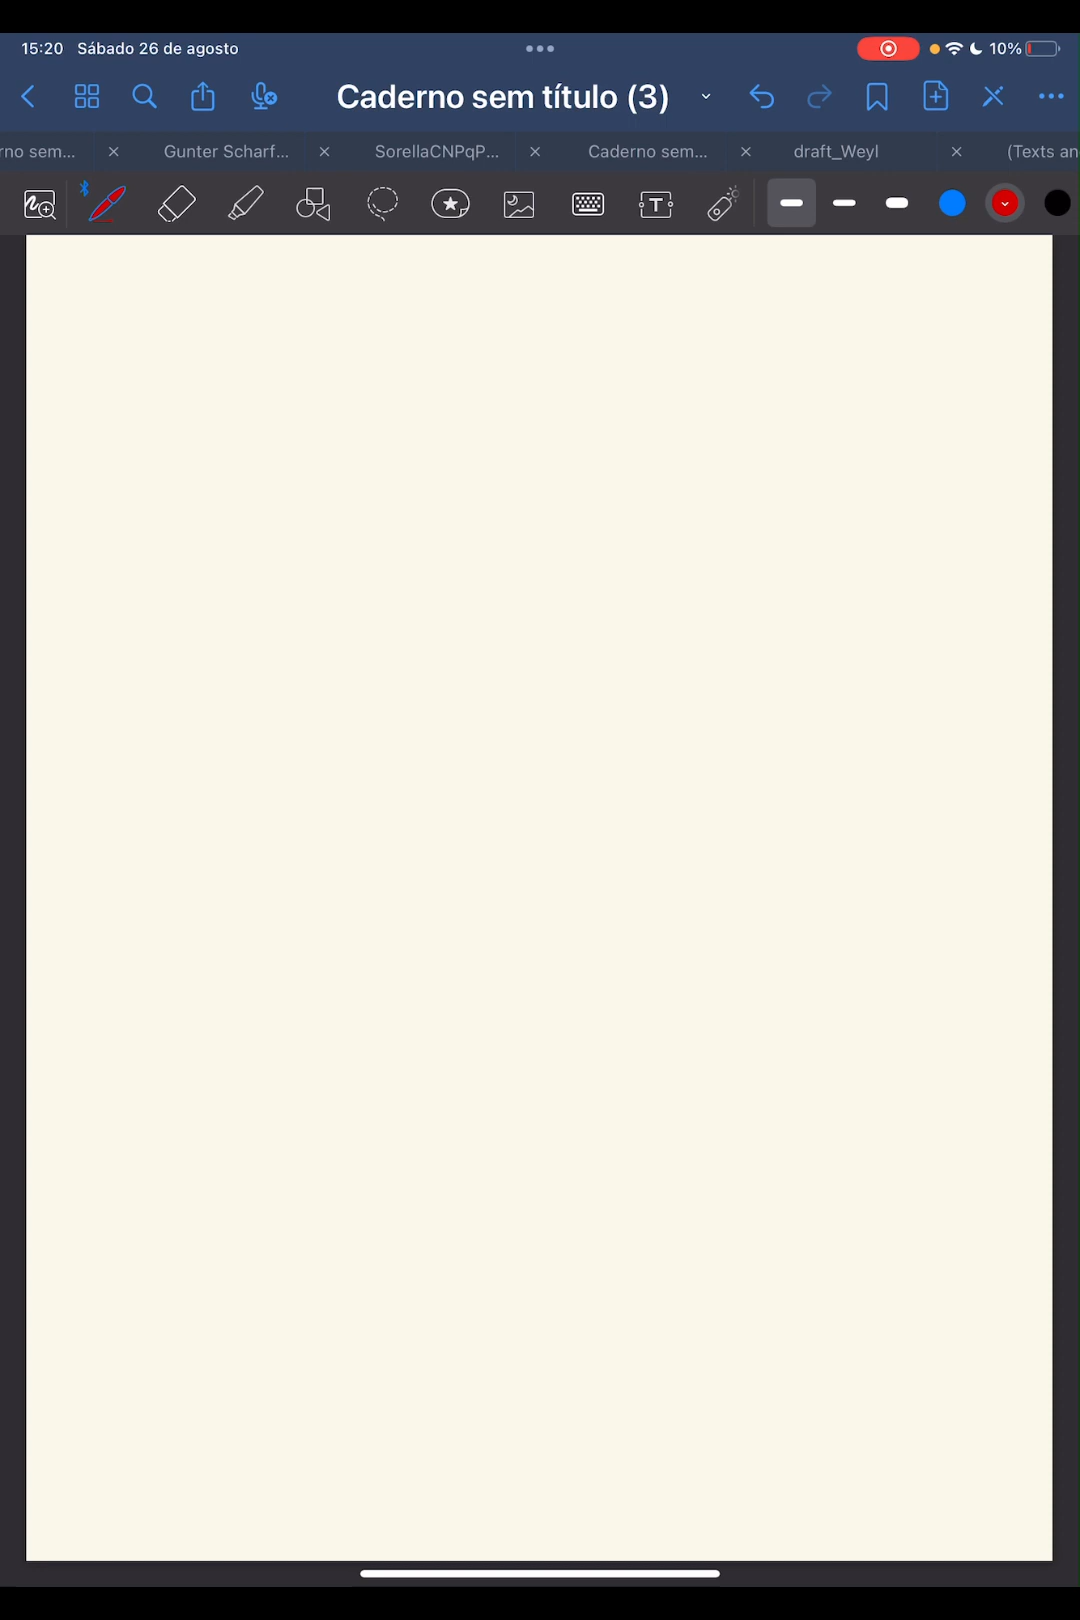 15:20 Sábado 26 de agosto 10%
Caderno sem título (3)
rno sem... Gunter Scharf... SorellaCNPqP... Caderno sem... draft_Weyl (Texts an
T